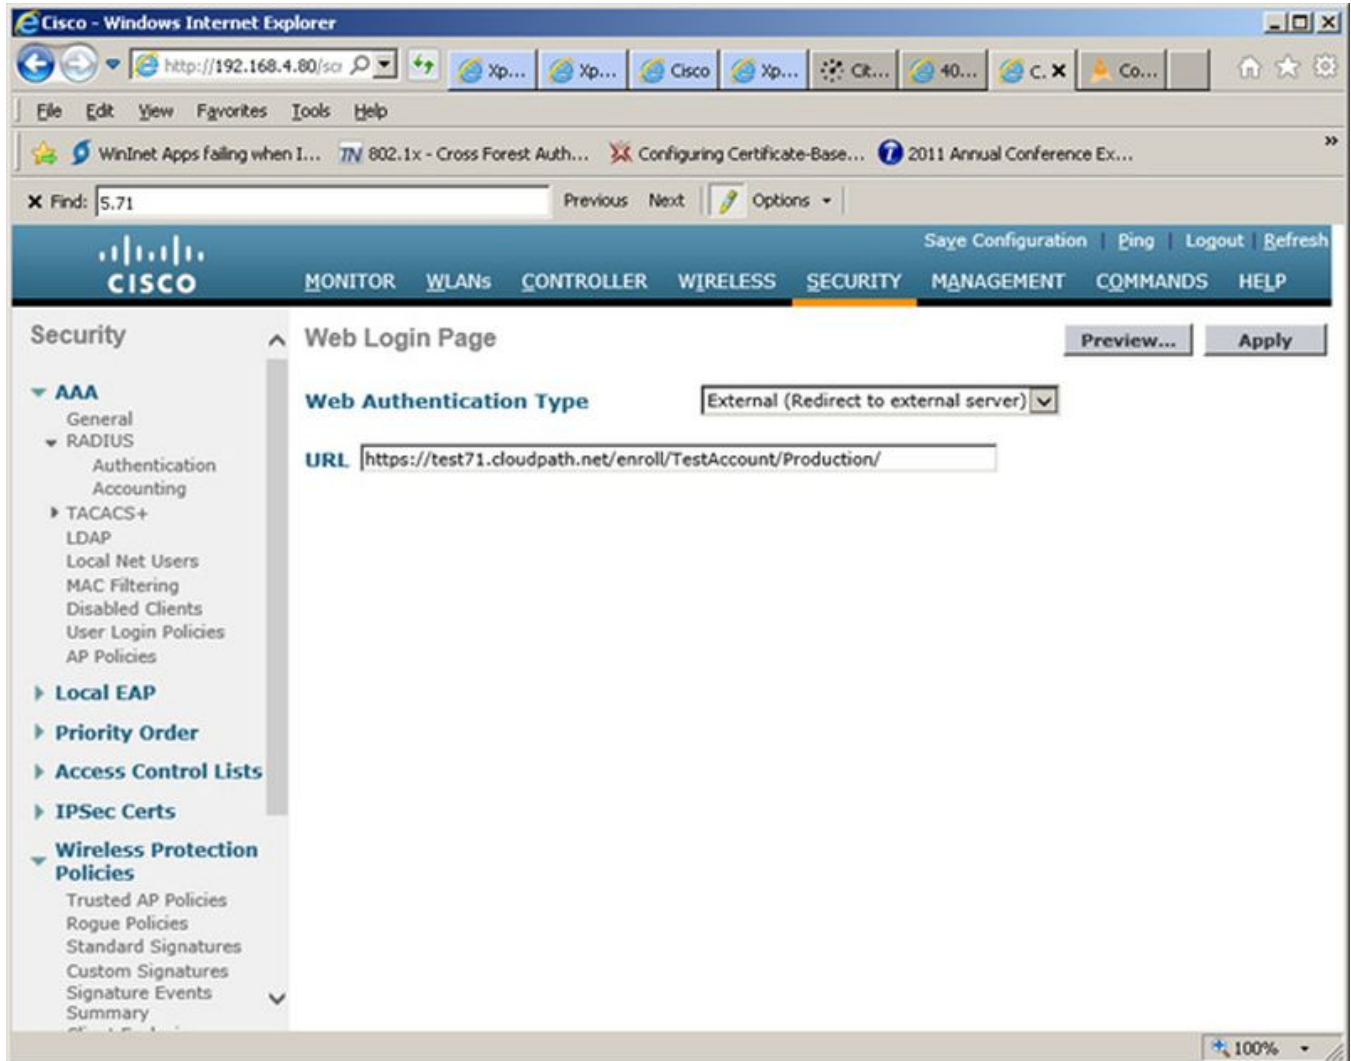 Cisco - Windows Internet Explorer
http://192.168.4.80/scr
Xp...
Xp...
Cisco
Xp...
Cit...
40...
C.
Co...
File Edit View Favorites Tools Help
WinInet Apps failing when I... TN 802.1x - Cross Forest Auth... Configuring Certificate-Base... 2011 Annual Conference Ex... »
x Find: 5.71 Previous Next Options
Save Configuration | Ping | Logout | Refresh
CISCO MONITOR WLANs CONTROLLER WIRELESS SECURITY MANAGEMENT COMMANDS HELP
Security
AAA
General
RADIUS
Authentication
Accounting
TACACS+
LDAP
Local Net Users
MAC Filtering
Disabled Clients
User Login Policies
AP Policies
Local EAP
Priority Order
Access Control Lists
IPSec Certs
Wireless Protection
Policies
Trusted AP Policies
Rogue Policies
Standard Signatures
Custom Signatures
Signature Events
Summary
Web Login Page Preview... Apply
Web Authentication Type External (Redirect to external server)
URL https://test71.cloudpath.net/enroll/TestAccount/Production/
100%